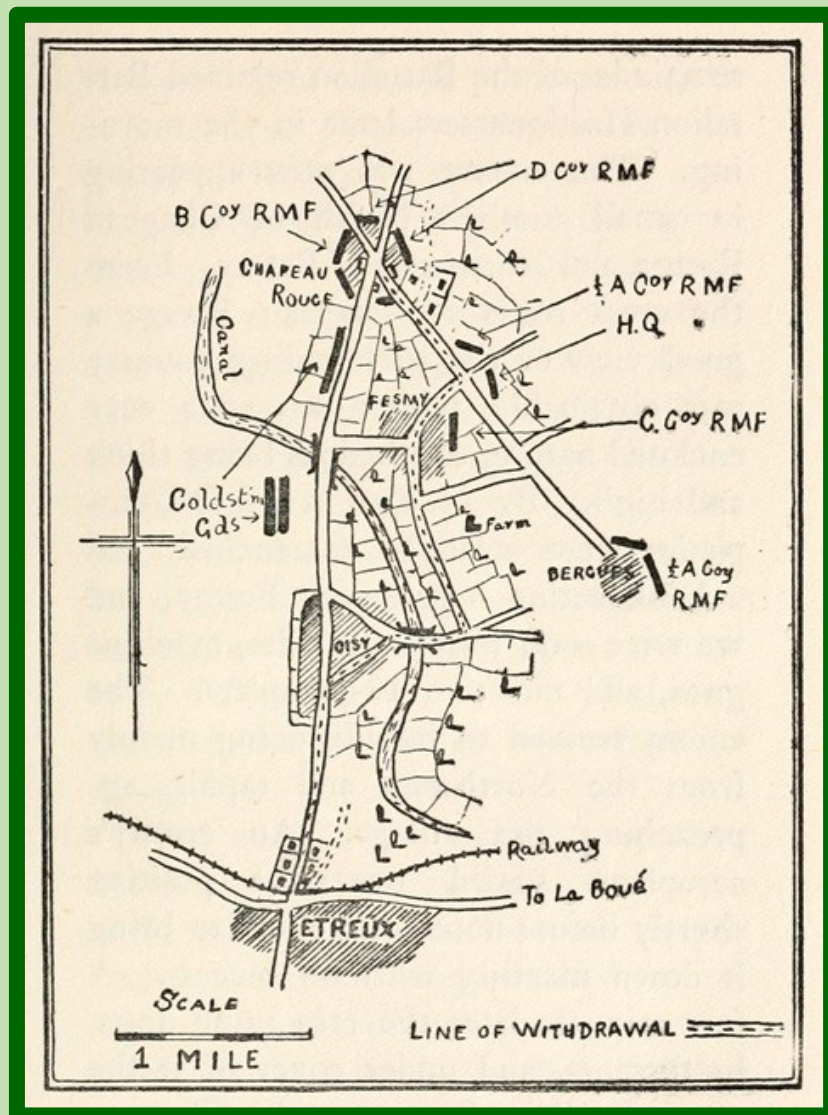 D Coy RMF
B Coy RMF
CHAPEAU
ROUGE
½ A Coy RMF
H.Q.
Canal
FESMY
C. Coy RMF
Coldst'm
Gds
Farm
BERGUES
½ A Coy
RMF
OISY
Railway
To La Boué
ETREUX
SCALE
1 MILE
LINE OF WITHDRAWAL